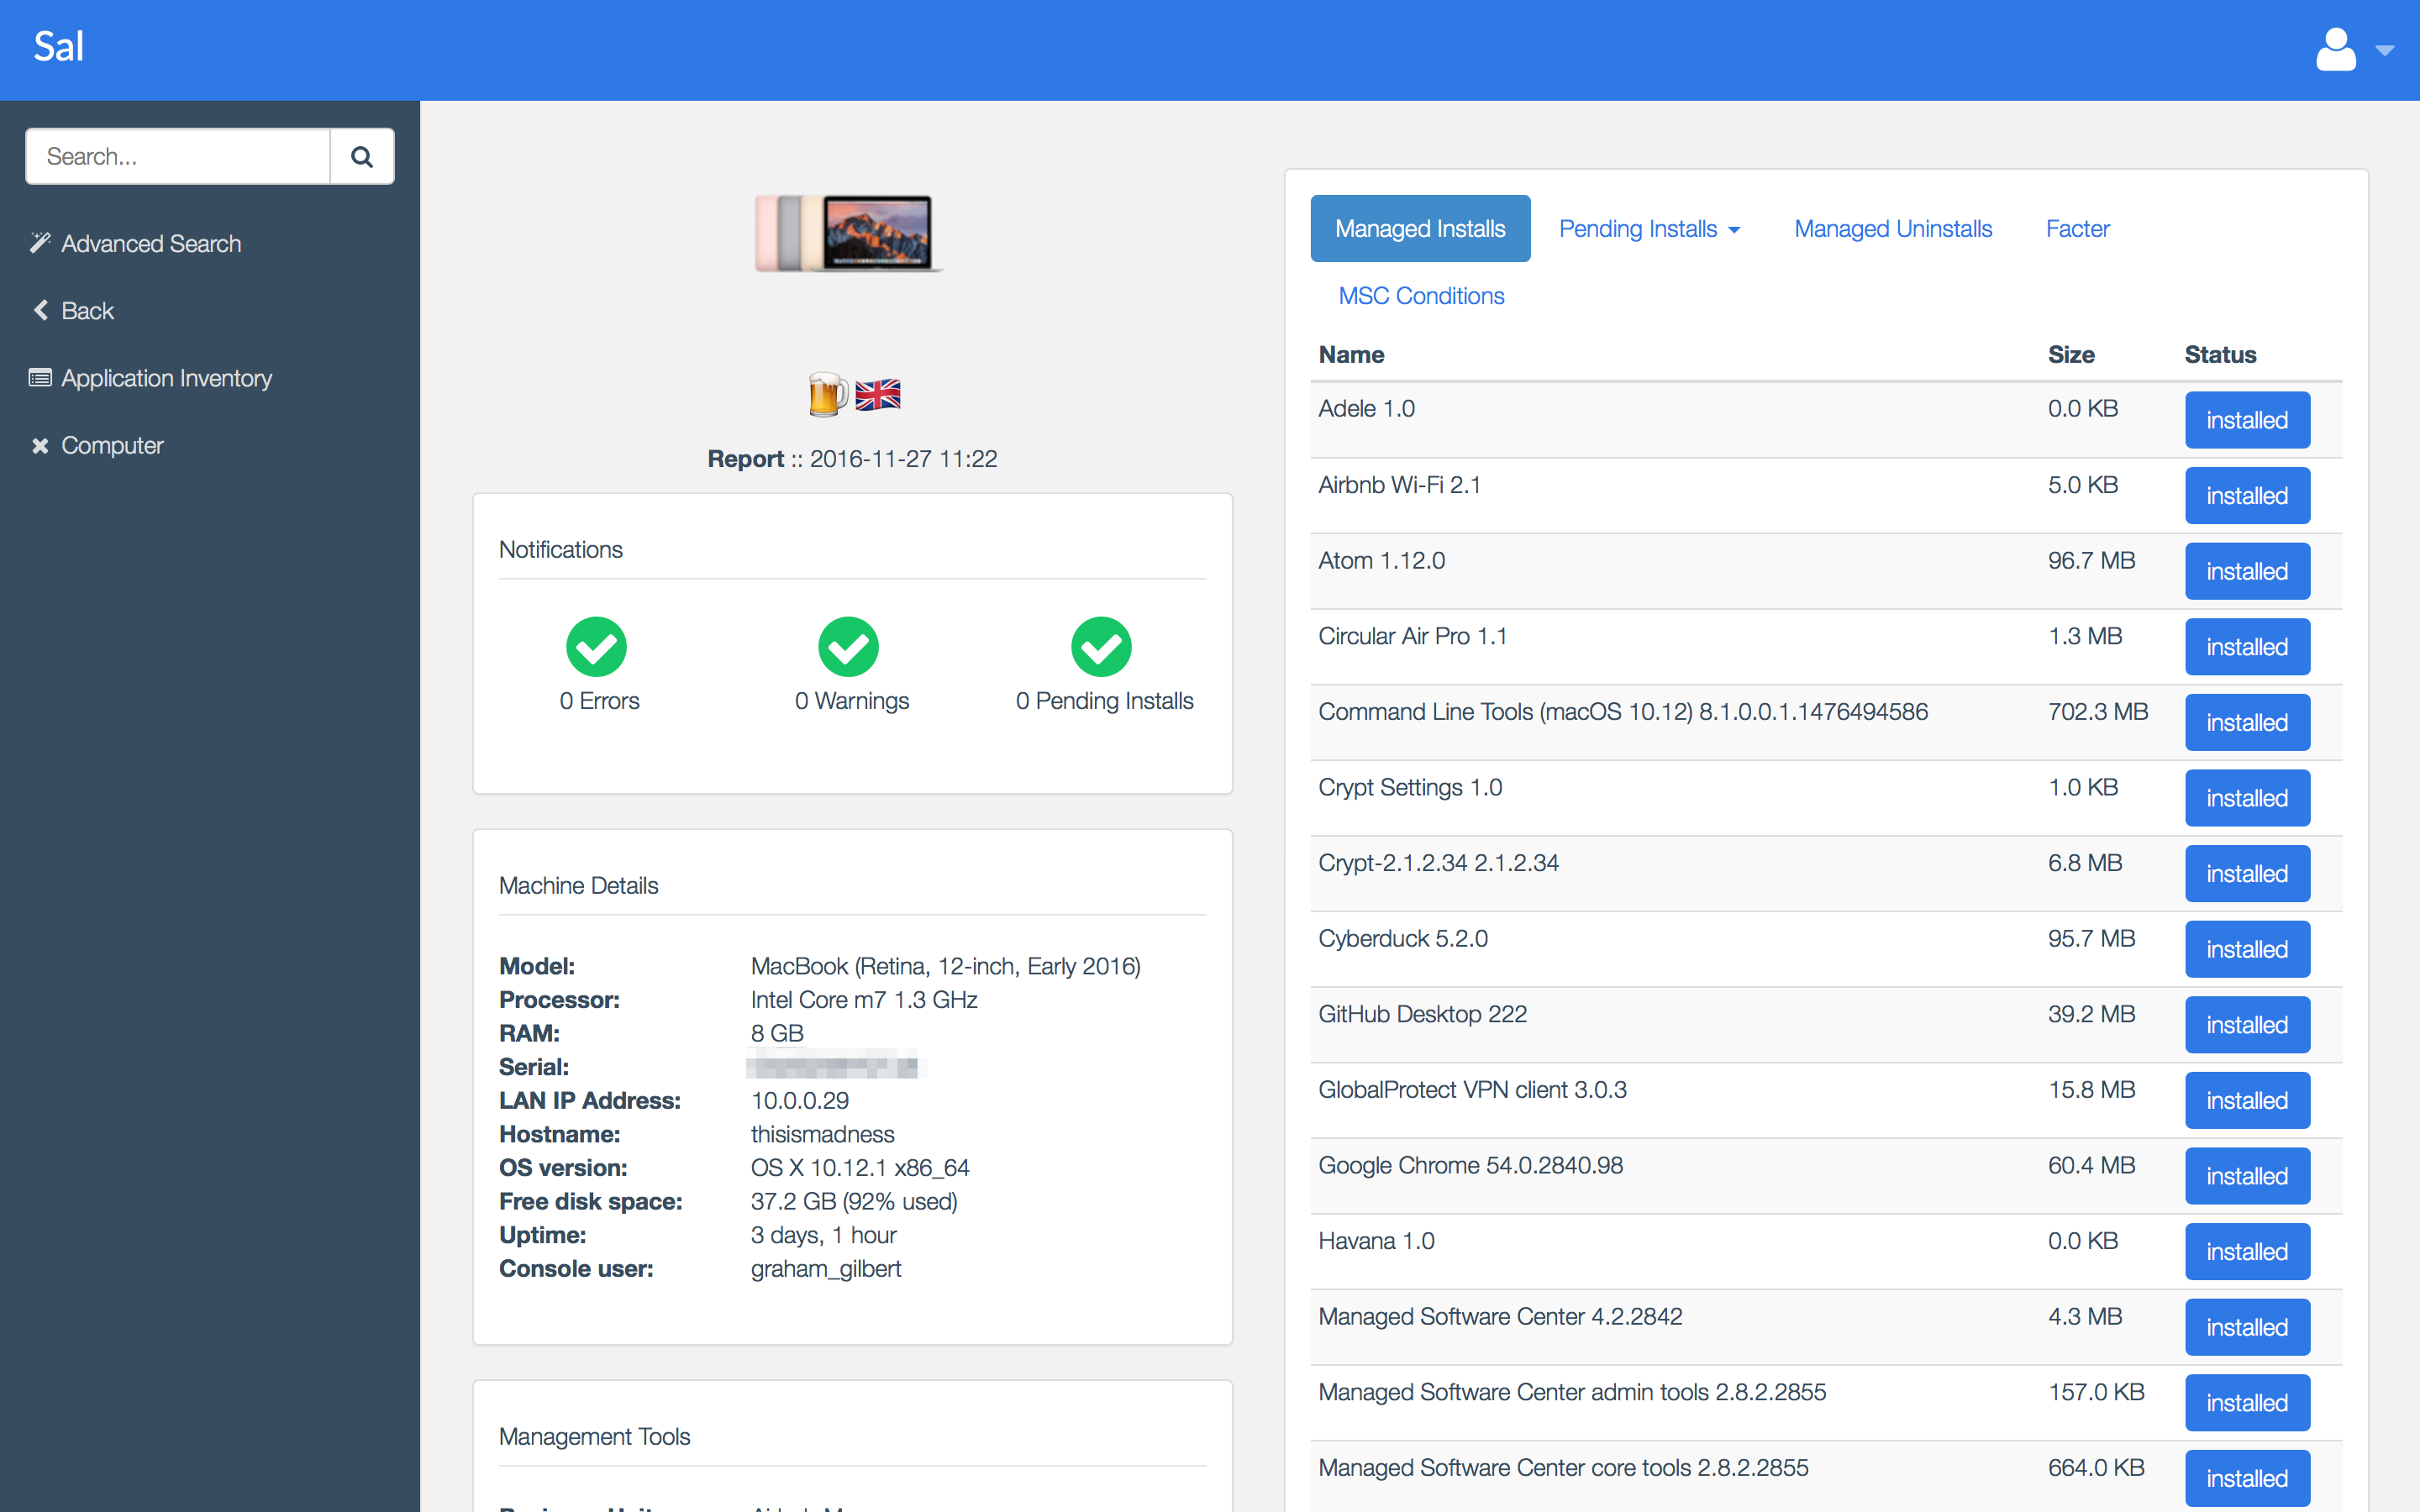 Sal
Search...
Advanced Search
Back
Application Inventory
Computer
Report :: 2016-11-27 11:22
Notifications
0 Errors
0 Warnings
0 Pending Installs
Machine Details
Model: MacBook (Retina, 12-inch, Early 2016)
Processor: Intel Core m7 1.3 GHz
RAM: 8 GB
Serial:
LAN IP Address: 10.0.0.29
Hostname: thisismadness
OS version: OS X 10.12.1 x86_64
Free disk space: 37.2 GB (92% used)
Uptime: 3 days, 1 hour
Console user: graham_gilbert
Management Tools
Managed Installs Pending Installs Managed Uninstalls Facter
MSC Conditions
Name Size Status
Adele 1.0 0.0 KB installed
Airbnb Wi-Fi 2.1 5.0 KB installed
Atom 1.12.0 96.7 MB installed
Circular Air Pro 1.1 1.3 MB installed
Command Line Tools (macOS 10.12) 8.1.0.0.1.1476494586 702.3 MB installed
Crypt Settings 1.0 1.0 KB installed
Crypt-2.1.2.34 2.1.2.34 6.8 MB installed
Cyberduck 5.2.0 95.7 MB installed
GitHub Desktop 222 39.2 MB installed
GlobalProtect VPN client 3.0.3 15.8 MB installed
Google Chrome 54.0.2840.98 60.4 MB installed
Havana 1.0 0.0 KB installed
Managed Software Center 4.2.2842 4.3 MB installed
Managed Software Center admin tools 2.8.2.2855 157.0 KB installed
Managed Software Center core tools 2.8.2.2855 664.0 KB installed